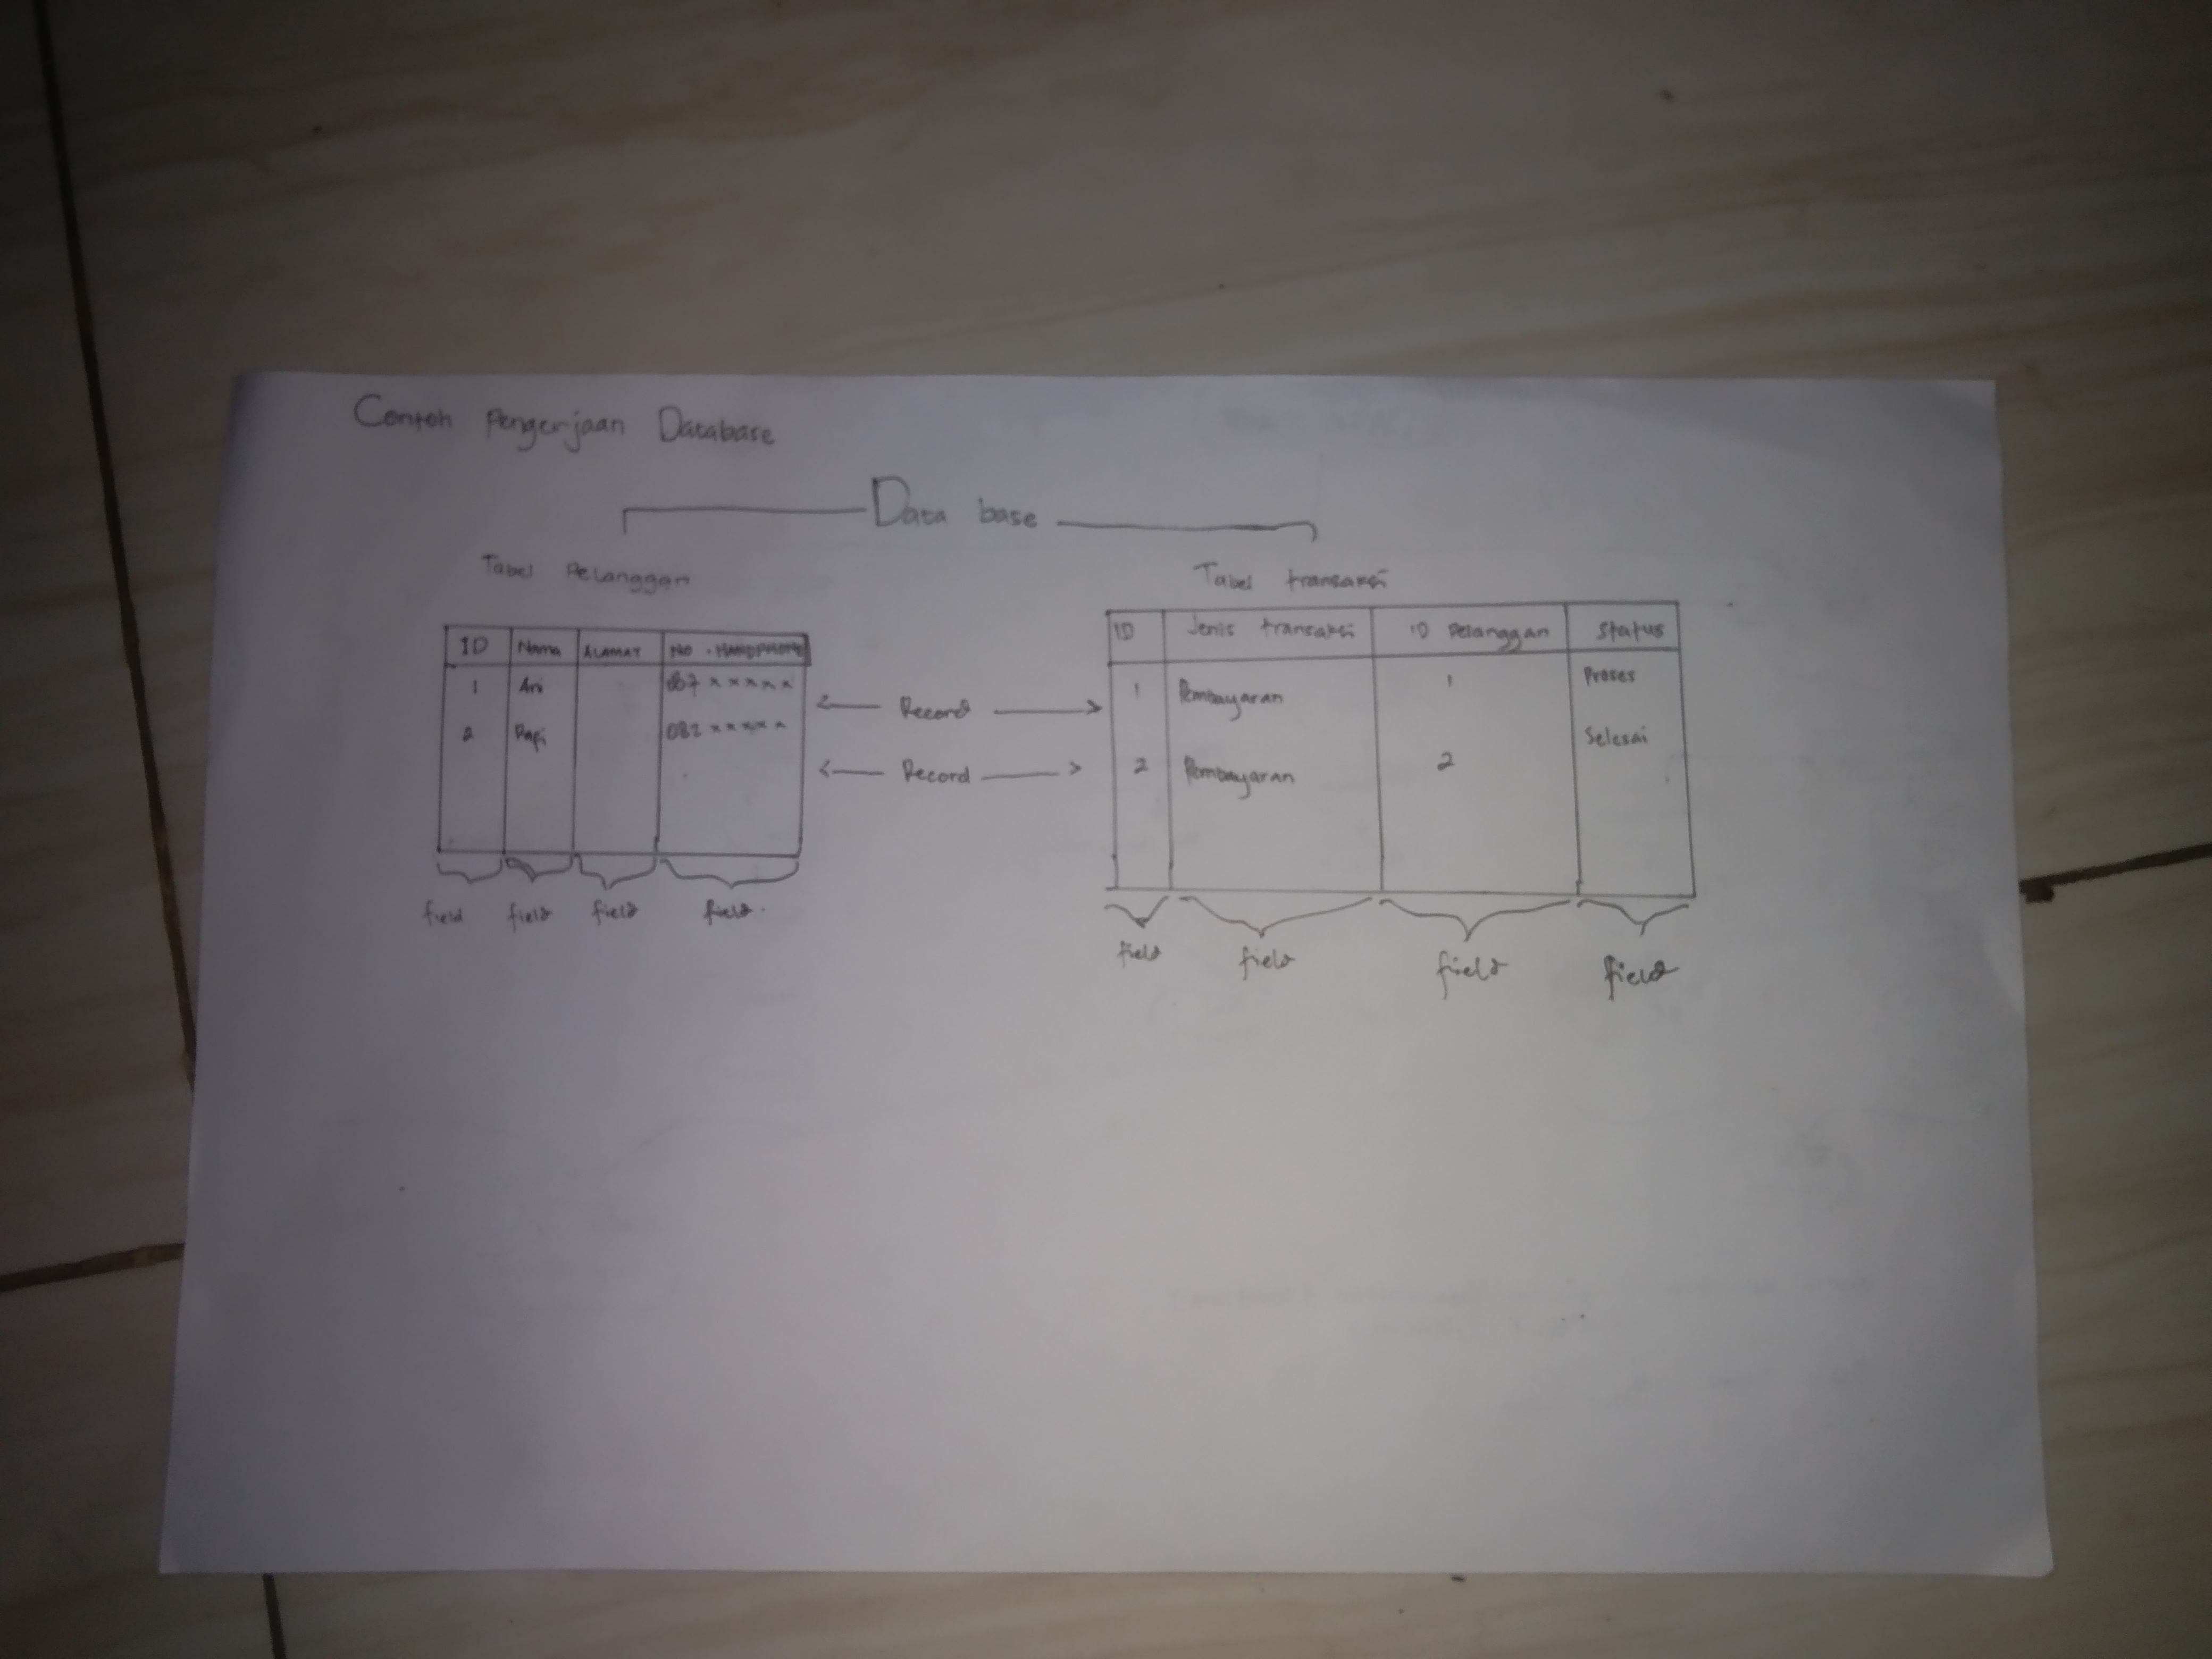 Contoh Pengerjaan Database
Data base
Tabel Pelanggan
ID Nama ALAMAT NO. HANDPHONE
1 Ari 087 x x x x x
2 Rafi 082 x x x x x
field field field field
Record
Record
Tabel transaksi
ID Jenis transaksi ID Pelanggan Status
1 Pembayaran 1 Proses
2 Pembayaran 2 Selesai
field field field field